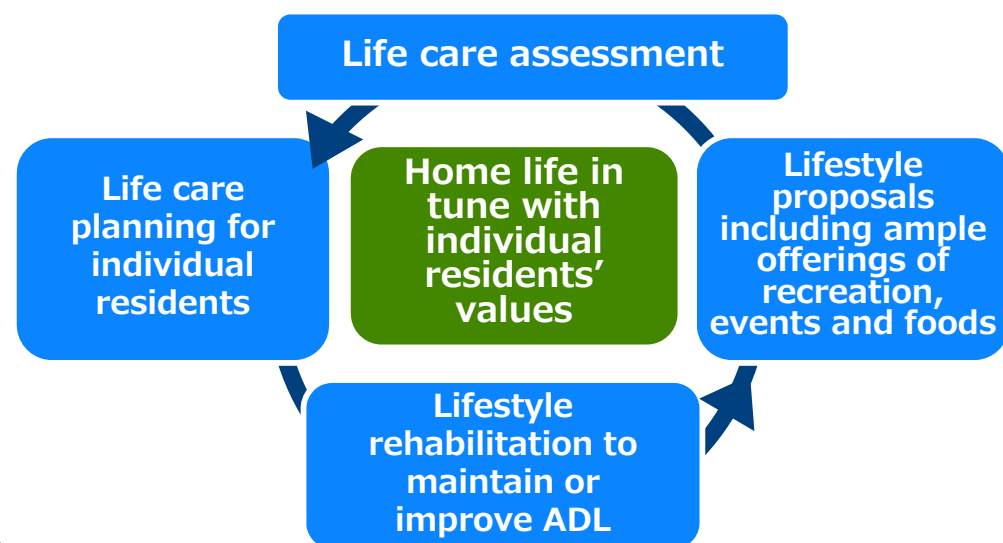 Life care assessment
Life care
planning for
individual
residents
Home life in
tune with
individual
residents’
values
Lifestyle
proposals
including ample
offerings of
recreation,
events and foods
Lifestyle
rehabilitation to
maintain or
improve ADL